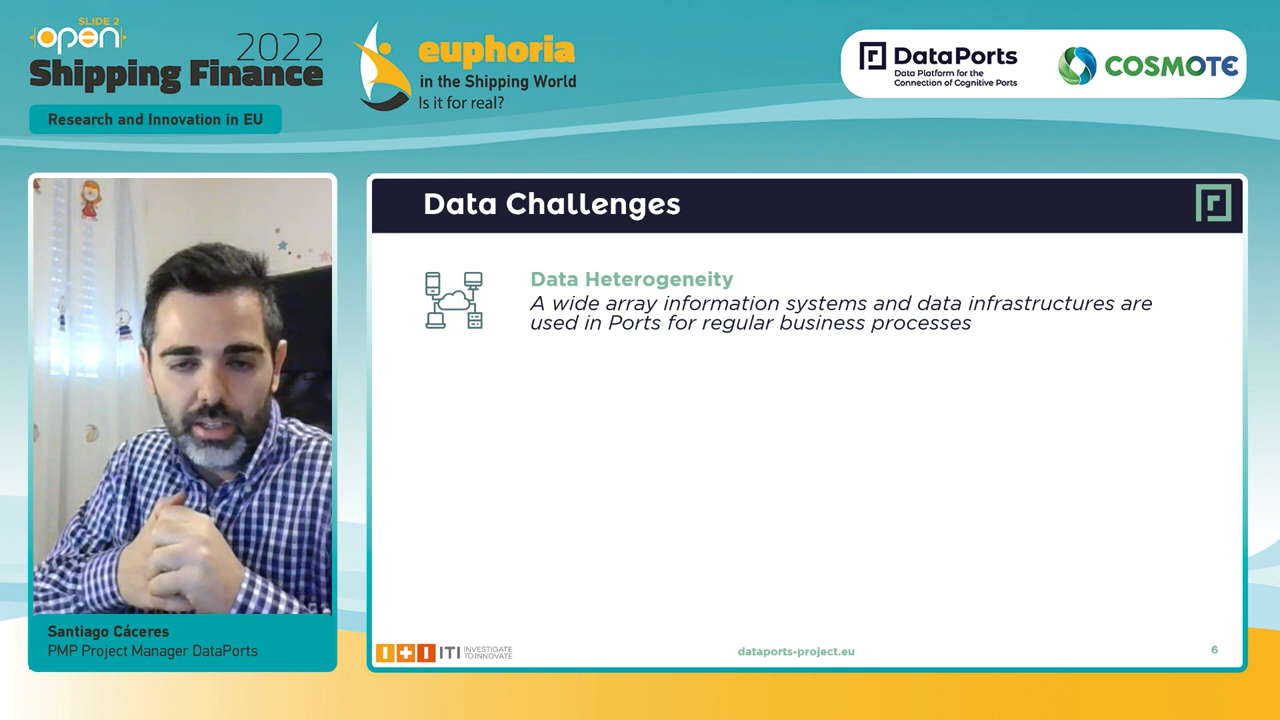 SLIDE 2
open
2022
Shipping Finance
Research and Innovation in EU
euphoria
in the Shipping World
Is it for real?
DataPorts
Data Platform for the
Connection of Cognitive Ports
COSMOTE
Santiago Cáceres
PMP Project Manager DataPorts
Data Challenges
Data Heterogeneity
A wide array information systems and data infrastructures are
used in Ports for regular business processes
ITI INVESTIGATE
TO INNOVATE
dataports-project.eu
6